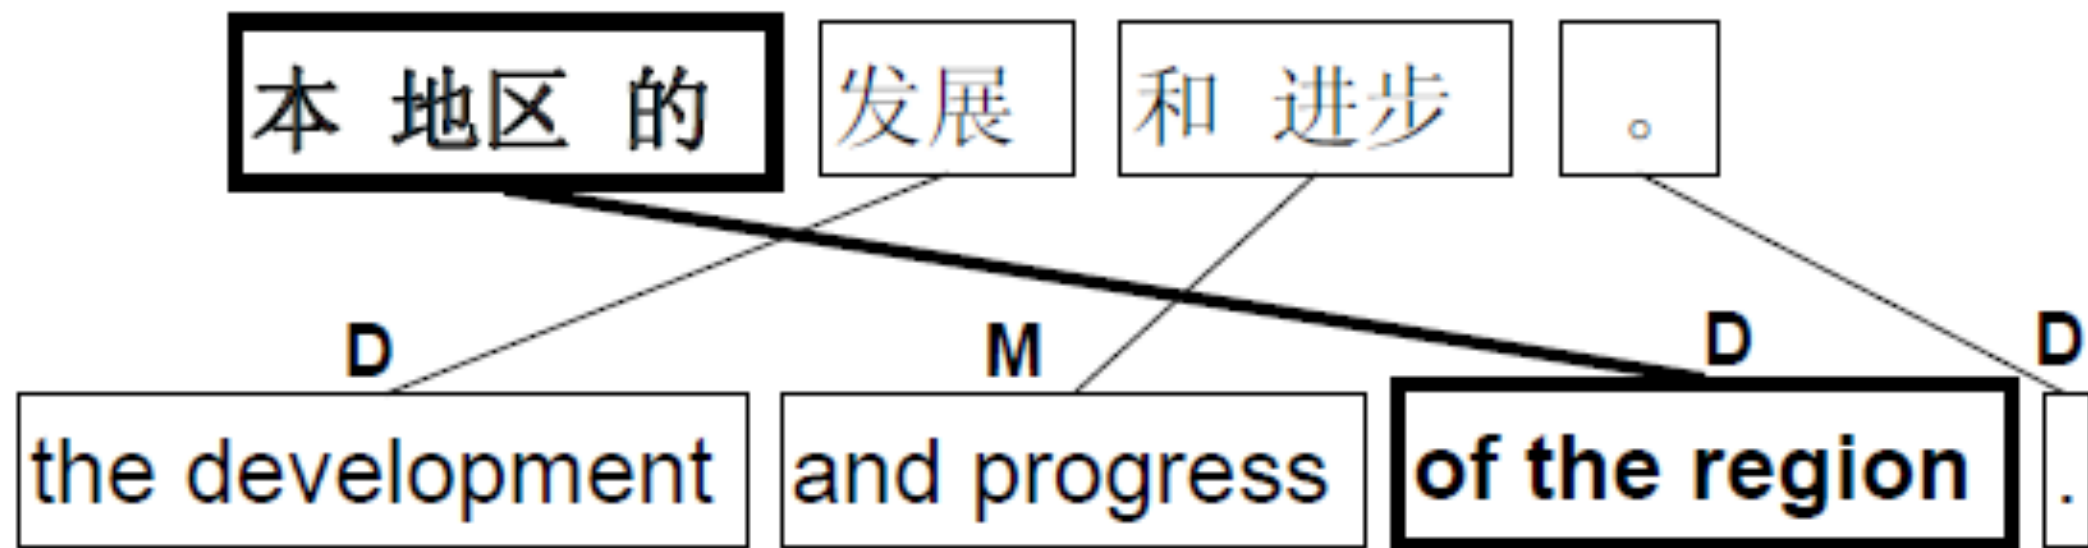 本 地区 的 发展 和 进步 。
D M D D
the development and progress of the region .